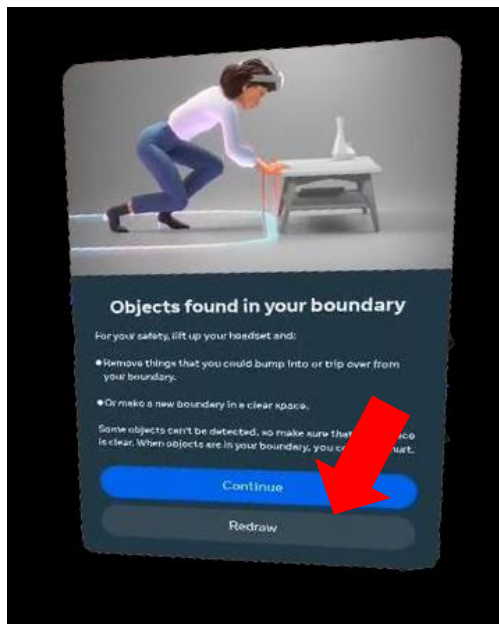 Objects found in your boundary
For your safety, lift up your headset and:
● Remove things that you could bump into or trip over from
your boundary.
● Or make a new boundary in a clear space.
Some objects can't be detected, so make sure that
is clear. When objects are in your boundary, you
Continue
Redraw